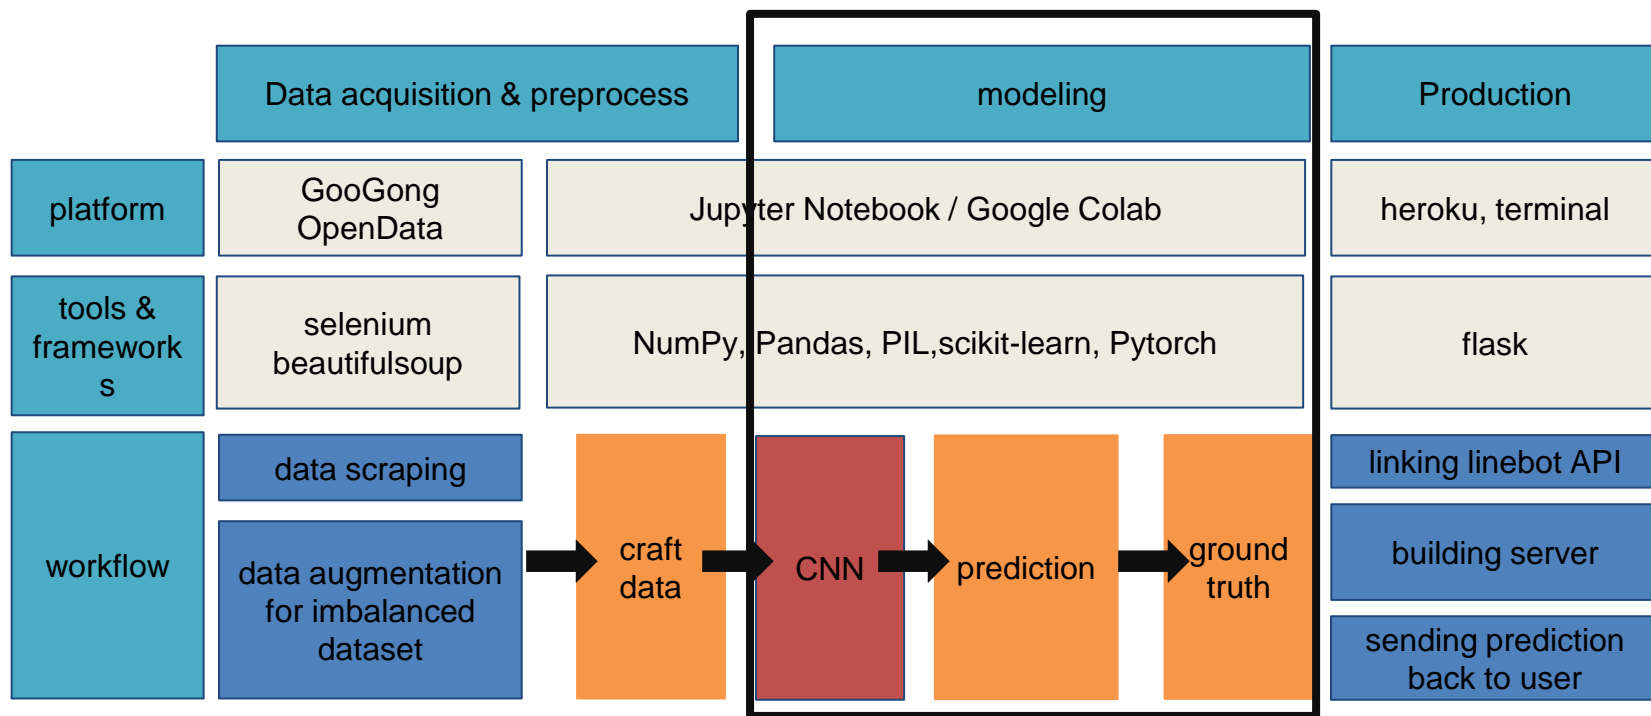 Data acquisition & preprocess
modeling
Production
platform
GooGong
OpenData
Jupyter Notebook / Google Colab
heroku, terminal
tools &
framework
s
selenium
beautifulsoup
NumPy, Pandas, PIL,scikit-learn, Pytorch
flask
workflow
data scraping
data augmentation
for imbalanced
dataset
craft
data
CNN
prediction
ground
truth
linking linebot API
building server
sending prediction
back to user